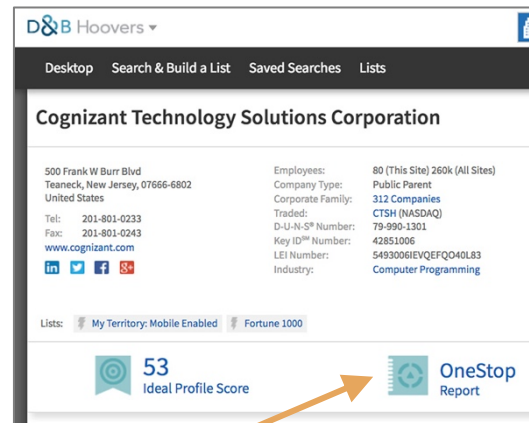 D&B Hoovers
Desktop Search & Build a List Saved Searches Lists
Cognizant Technology Solutions Corporation
500 Frank W Burr Blvd
Teaneck, New Jersey, 07666-6802
United States
Tel: 201-801-0233
Fax: 201-801-0243
www.cognizant.com
in f g+
Employees: 80 (This Site) 260k (All Sites)
Company Type: Public Parent
Corporate Family: 312 Companies
Traded: CTSH (NASDAQ)
D-U-N-S® Number: 79-990-1301
Key ID℠ Number: 42851006
LEI Number: 5493006IEVQEFQO40L83
Industry: Computer Programming
Lists: My Territory: Mobile Enabled Fortune 1000
53
Ideal Profile Score
OneStop
Report